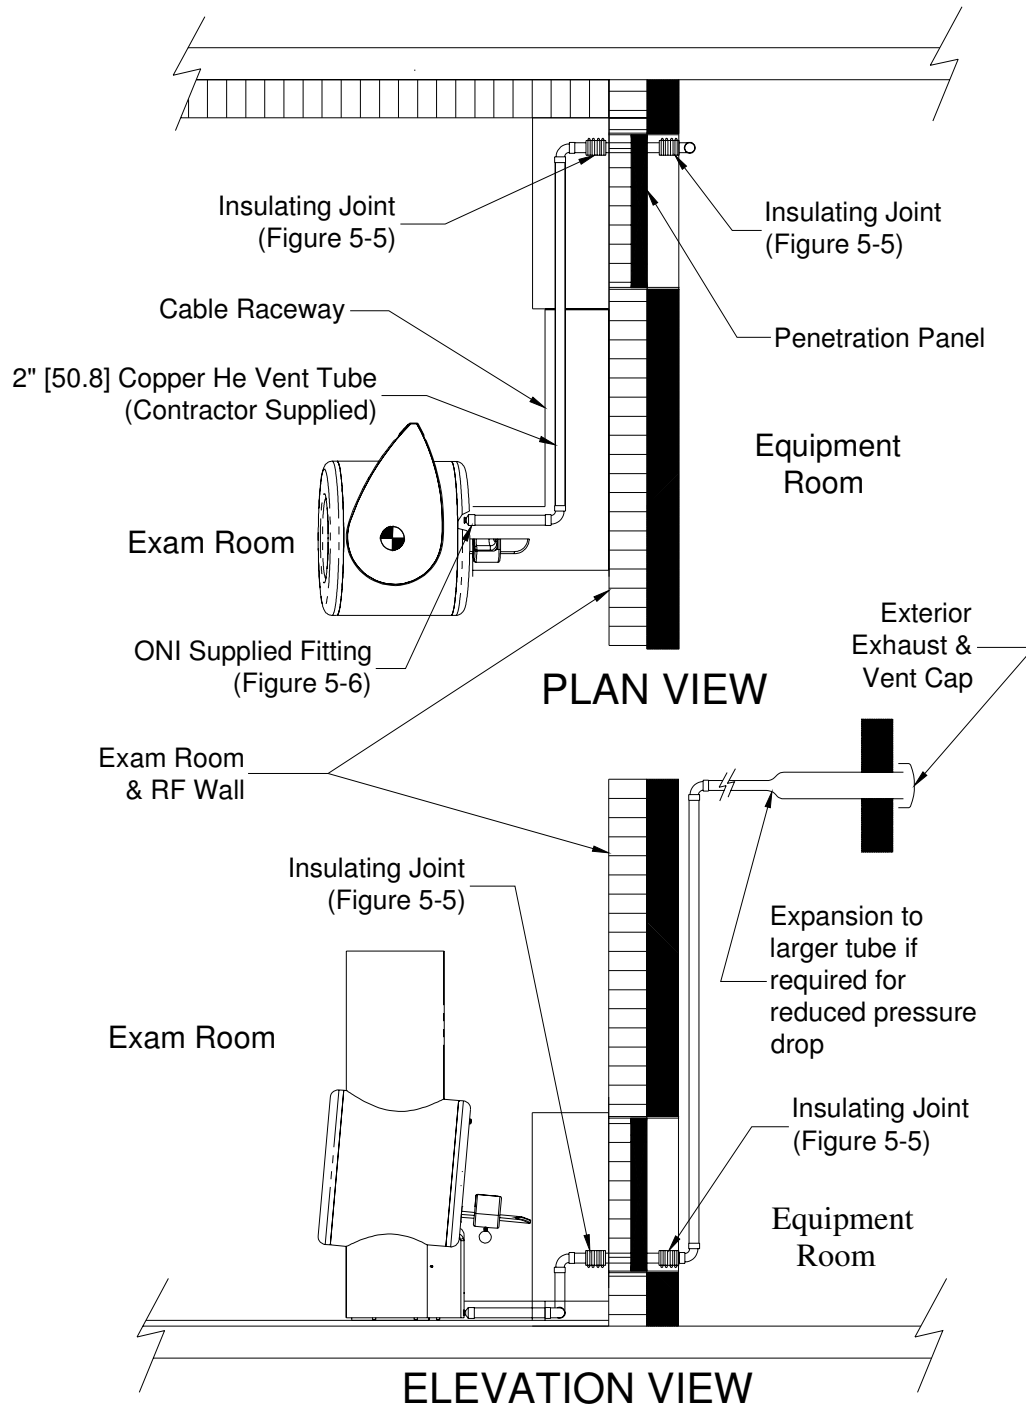 Insulating Joint
(Figure 5-5)
Insulating Joint
(Figure 5-5)
Cable Raceway
Penetration Panel
2" [50.8] Copper He Vent Tube
(Contractor Supplied)
Equipment
Room
Exam Room
ONI Supplied Fitting
(Figure 5-6)
Exterior
Exhaust &
Vent Cap
PLAN VIEW
Exam Room
& RF Wall
Insulating Joint
(Figure 5-5)
Expansion to
larger tube if
required for
reduced pressure
drop
Exam Room
Insulating Joint
(Figure 5-5)
Equipment
Room
ELEVATION VIEW